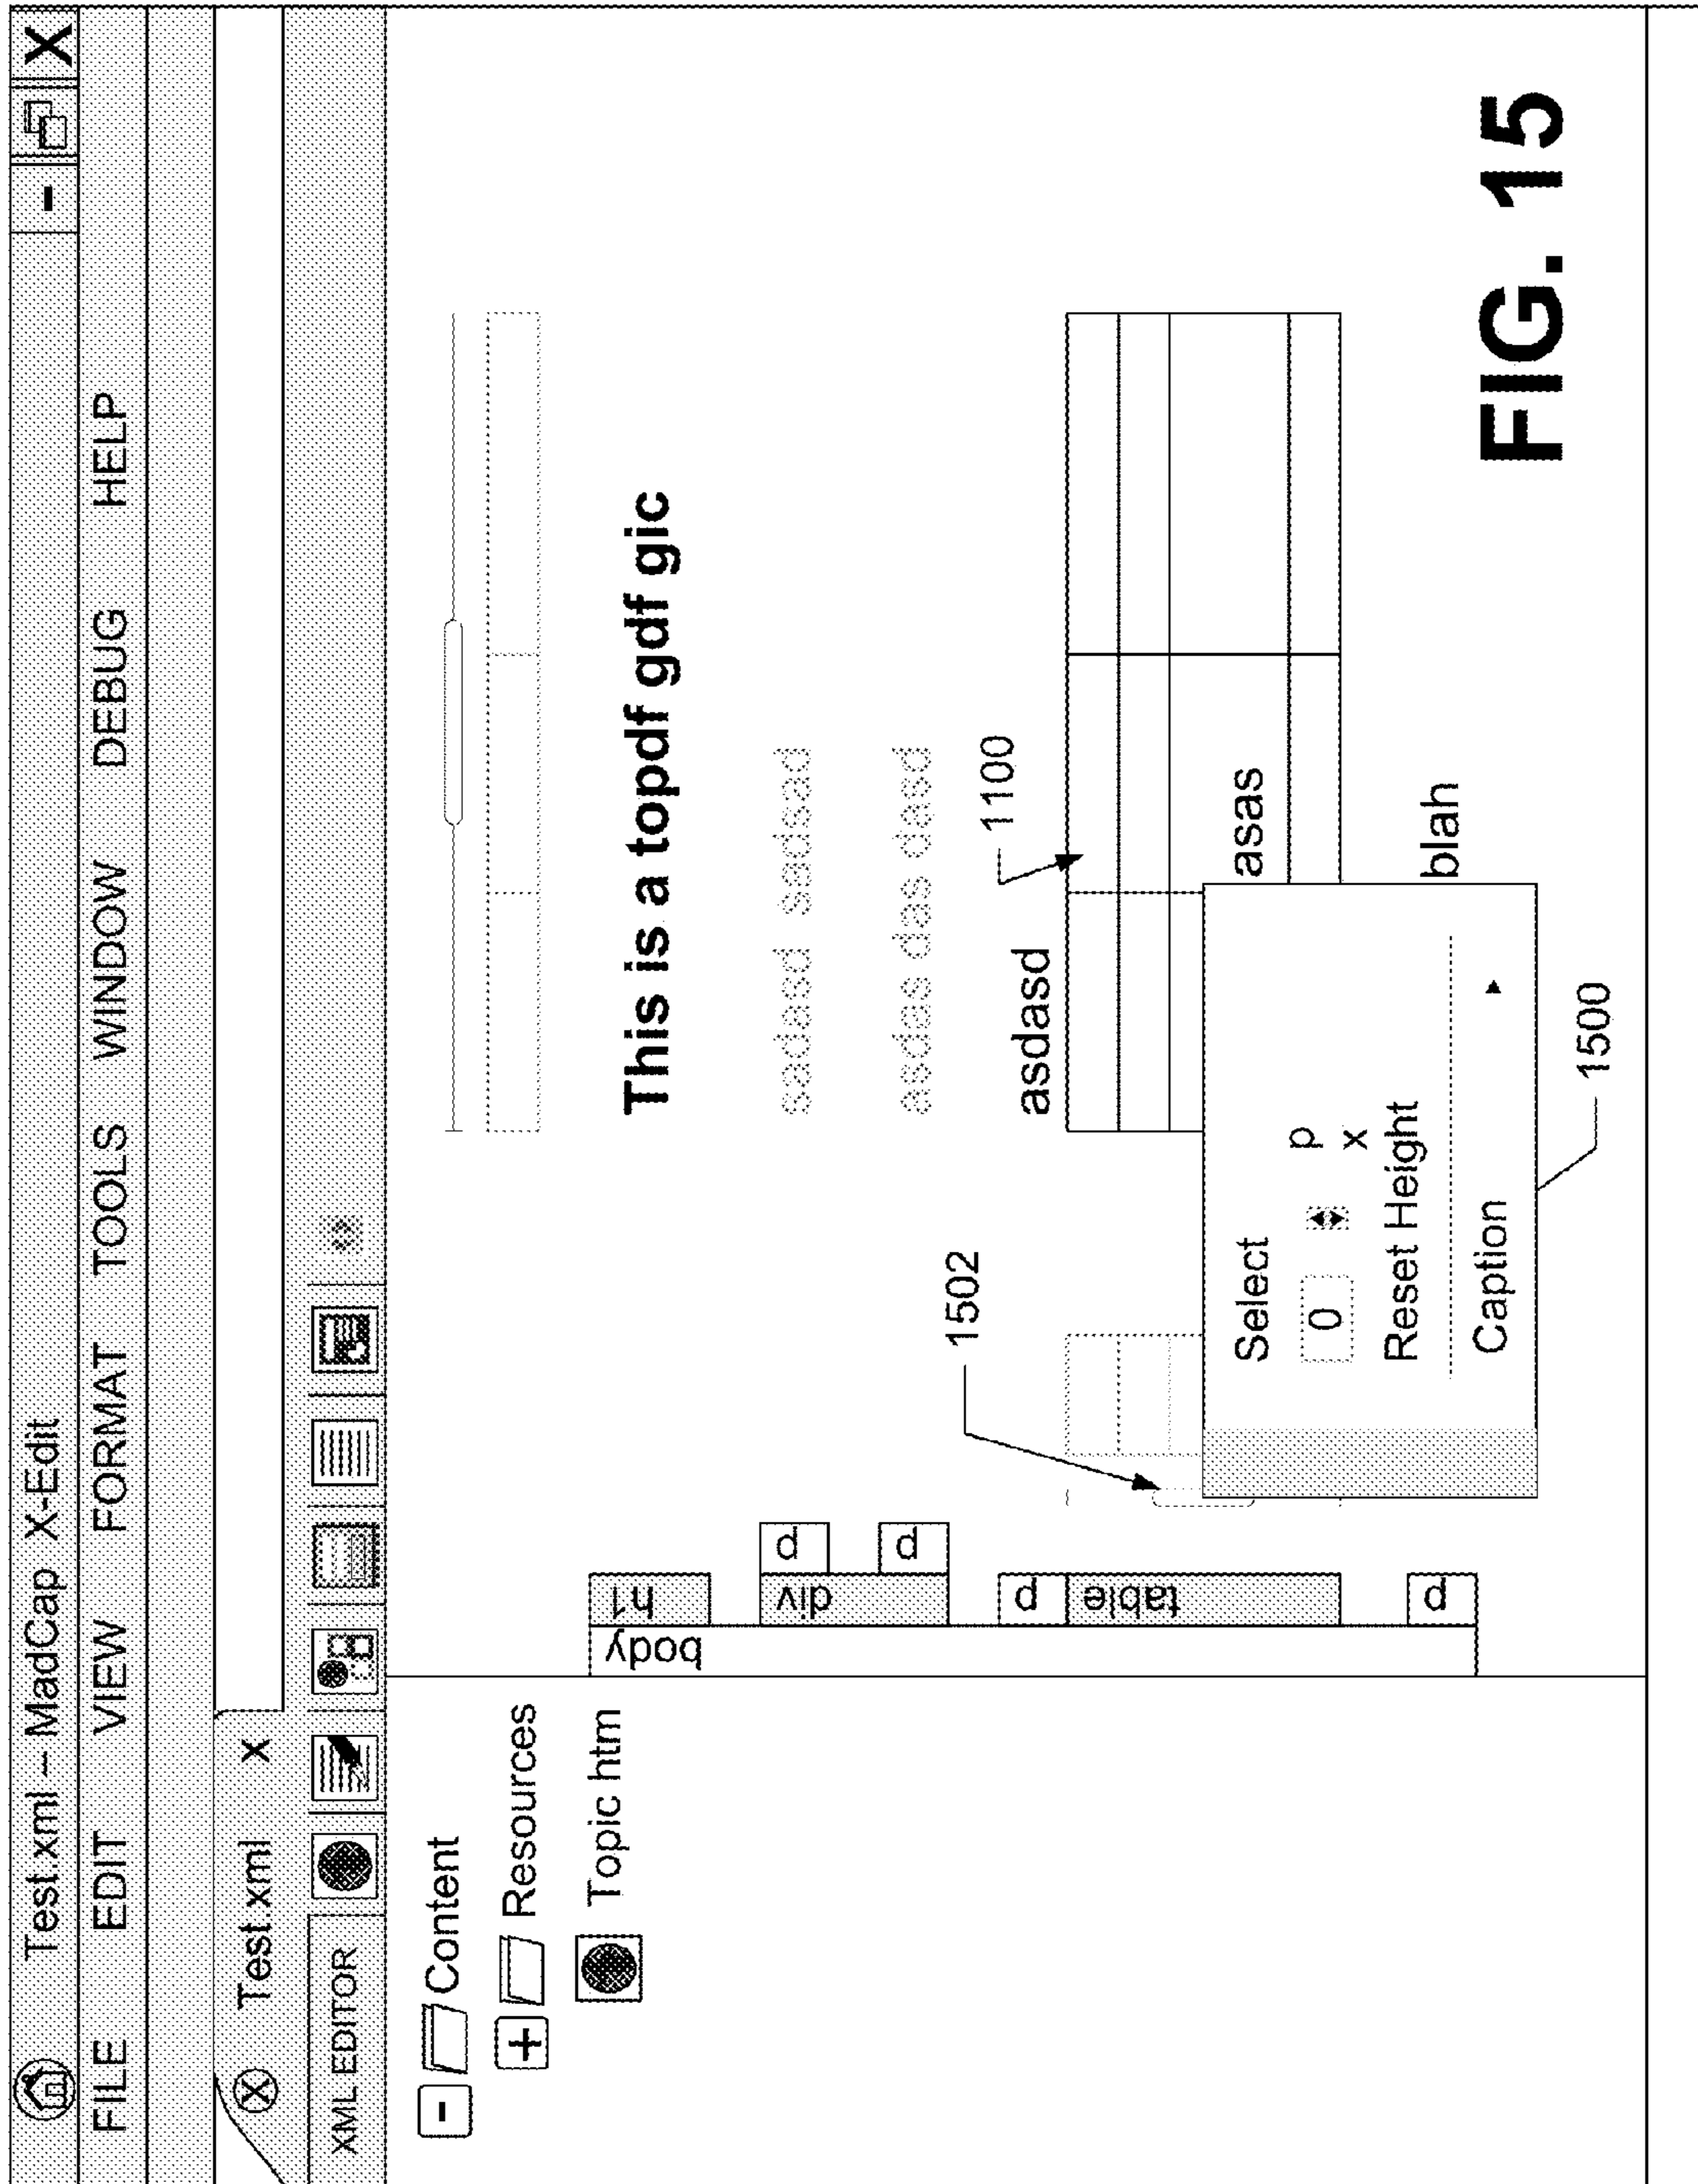 Test.xml – MadCap X-Edit
FILE EDIT VIEW FORMAT TOOLS WINDOW DEBUG HELP
Test.xml X
XML EDITOR
Content
Resources
Topic htm
body
h1
This is a topdf gdf gic
div
p
sadasd sadsad
p
asdas das dasd
1502
1100
p
asdasd
table
asas
Select
0 p
x
Reset Height
Caption
p
blah
1500
FIG. 15